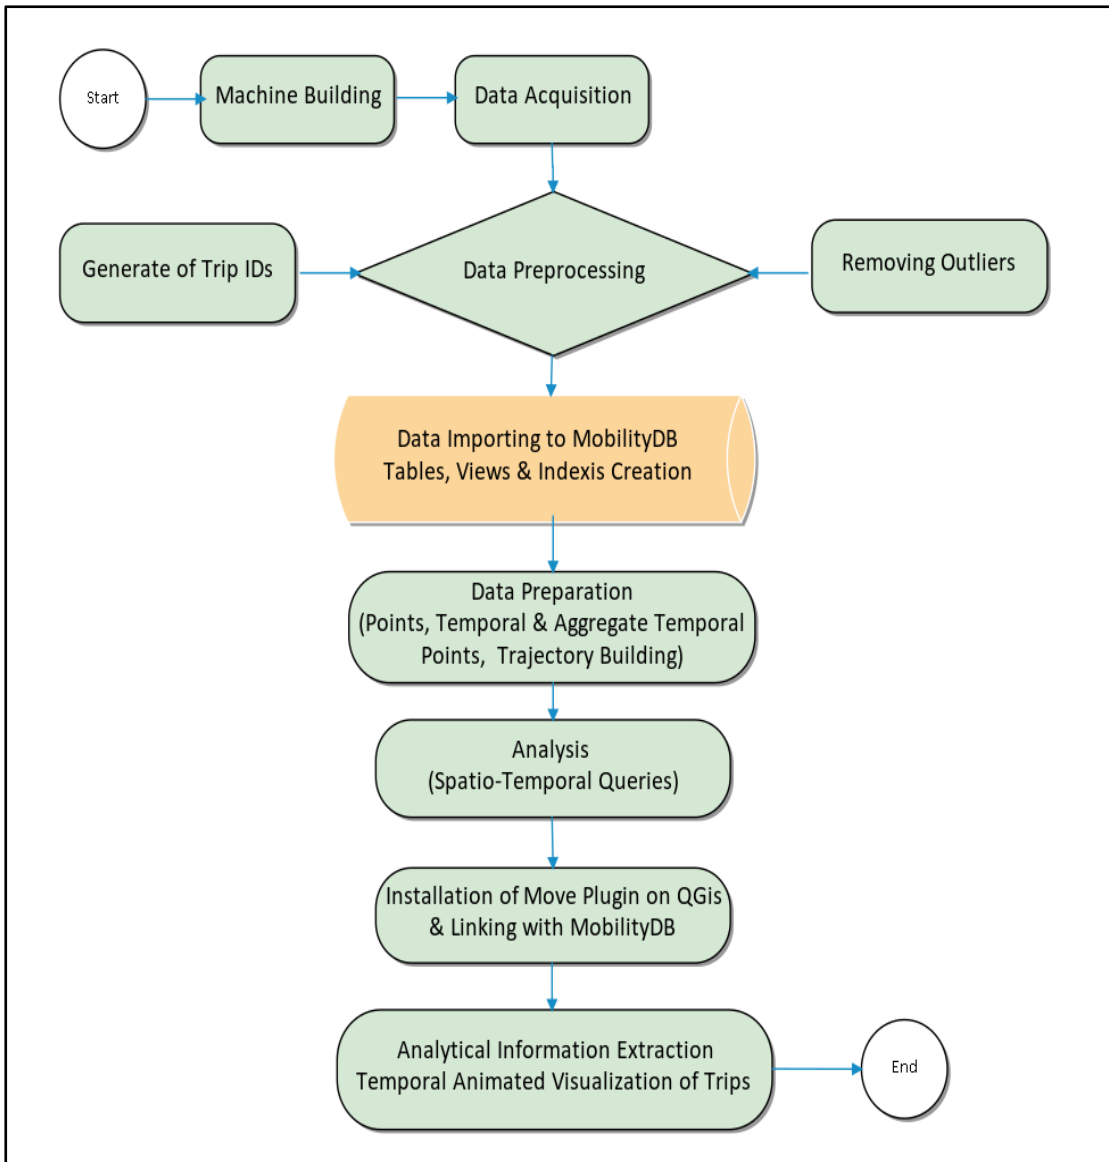 Start
Machine Building
Data Acquisition
Generate of Trip IDs
Data Preprocessing
Removing Outliers
Data Importing to MobilityDB
Tables, Views & Indexis Creation
Data Preparation
(Points, Temporal & Aggregate Temporal
Points, Trajectory Building)
Analysis
(Spatio-Temporal Queries)
Installation of Move Plugin on QGis
& Linking with MobilityDB
Analytical Information Extraction
Temporal Animated Visualization of Trips
End